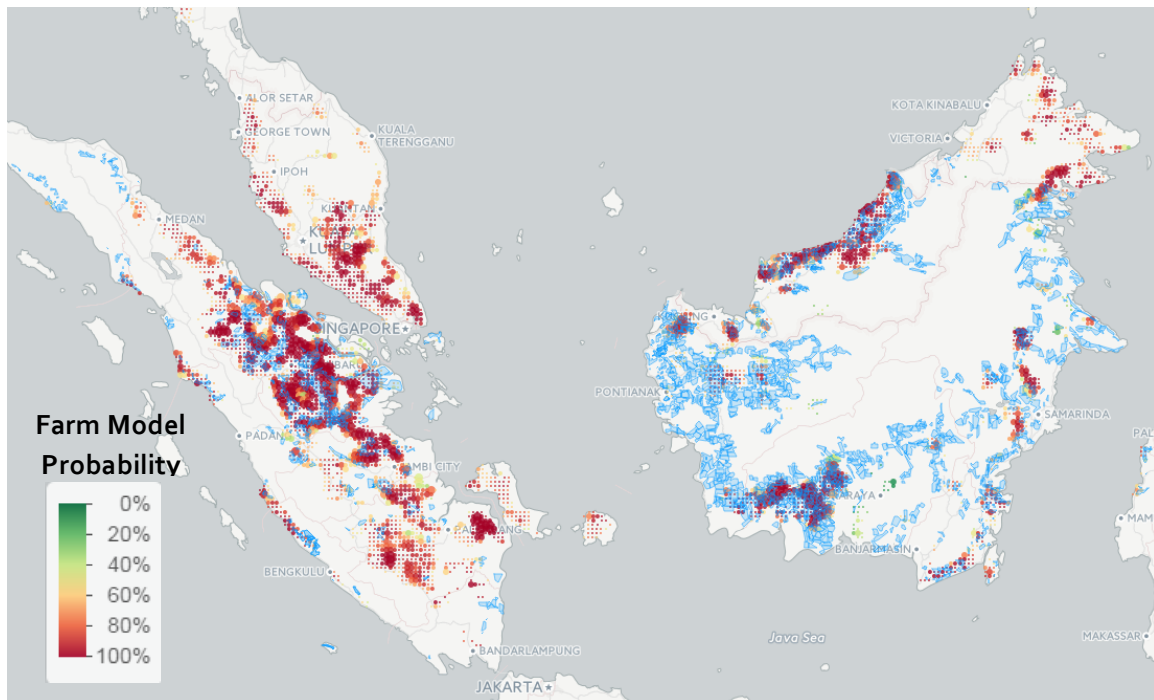 ALOR SETAR
GEORGE TOWN
KUALA
TERENGGANU
IPOH
KUALA
MEDAN
SINGAPORE
PADANG
BENGKULU
BANDARLAMPUNG
JAKARTA
KOTA KINABALU
VICTORIA
PONTIANAK
SAMARINDA
BANJARMASIN
MAKASSAR
Java Sea
Farm Model
Probability
0%
20%
40%
60%
80%
100%